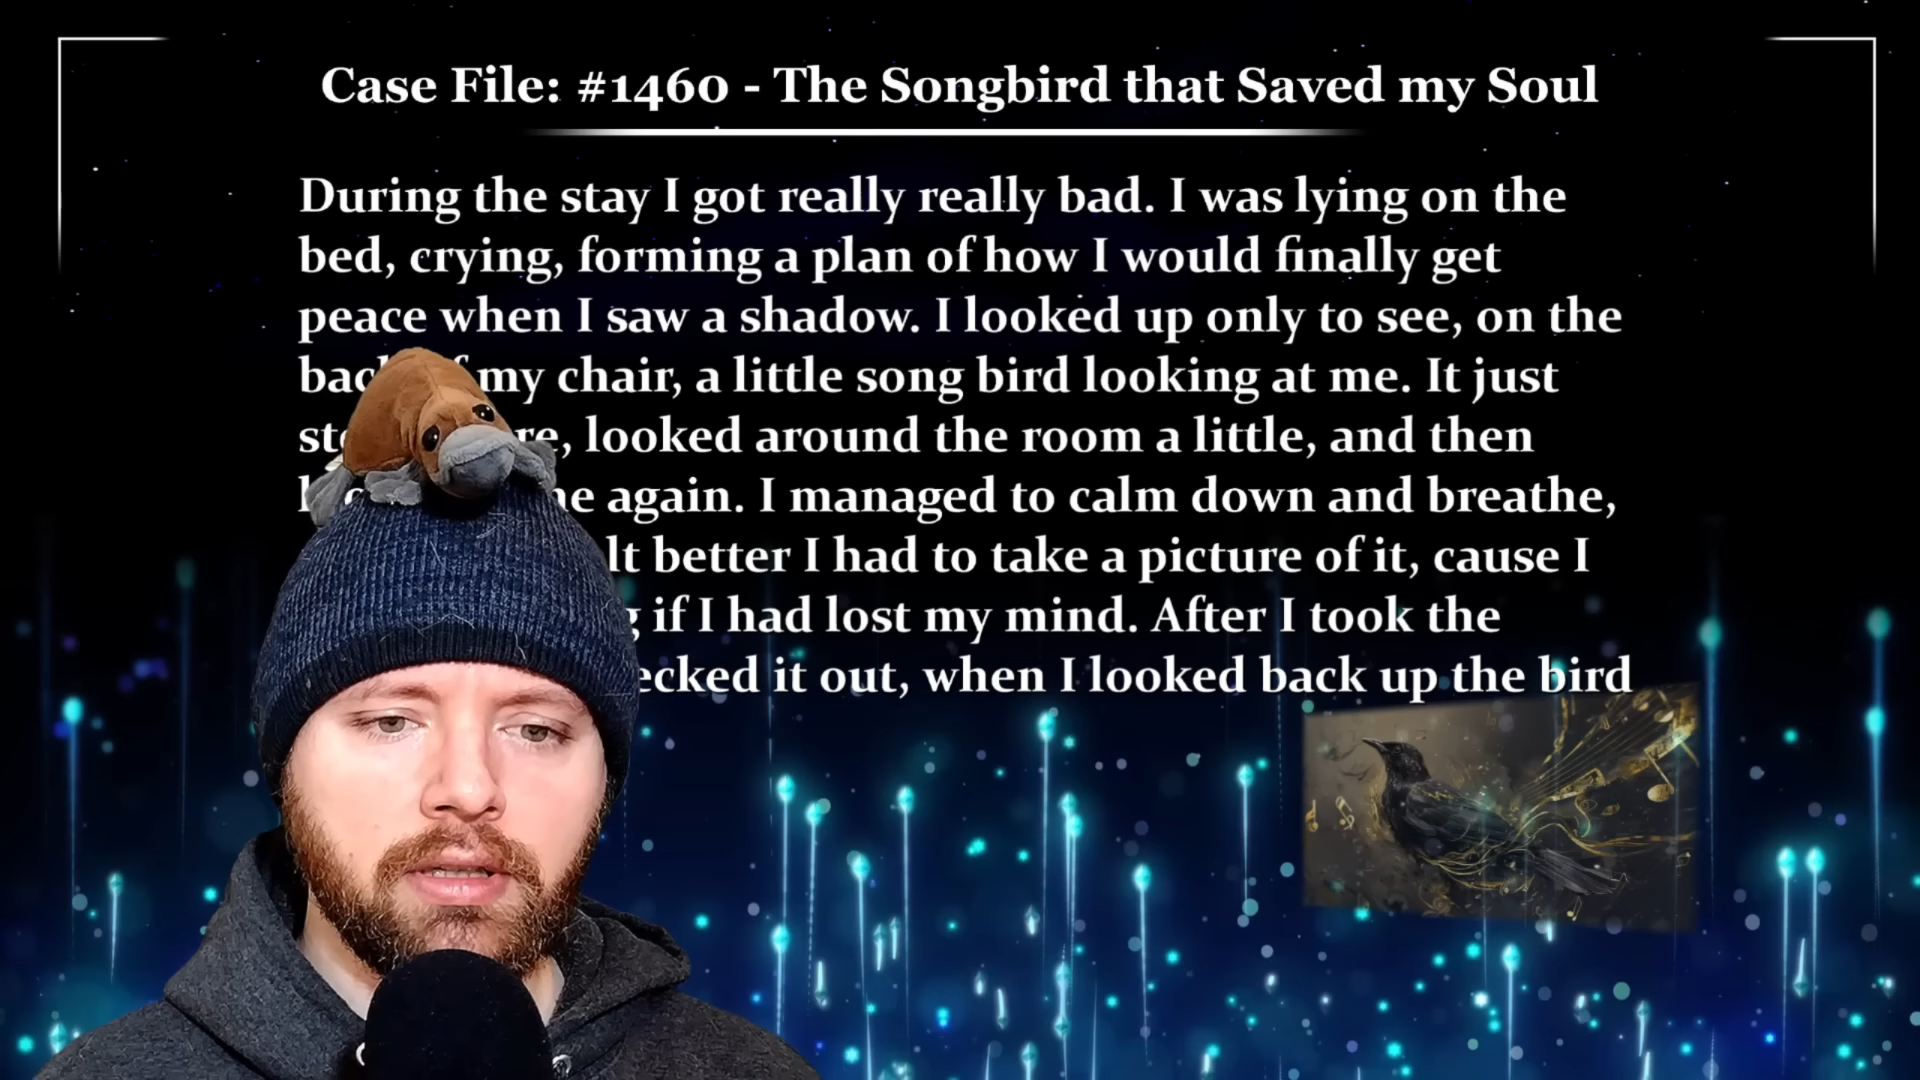 Case File: #1460 - The Songbird that Saved my Soul
During the stay I got really really bad. I was lying on the
bed, crying, forming a plan of how I would finally get
peace when I saw a shadow. I looked up only to see, on the
my chair, a little song bird looking at me. It just
looked around the room a little, and then
again. I managed to calm down and breathe,
better I had to take a picture of it, cause I
if I had lost my mind. After I took the
it out, when I looked back up the bird